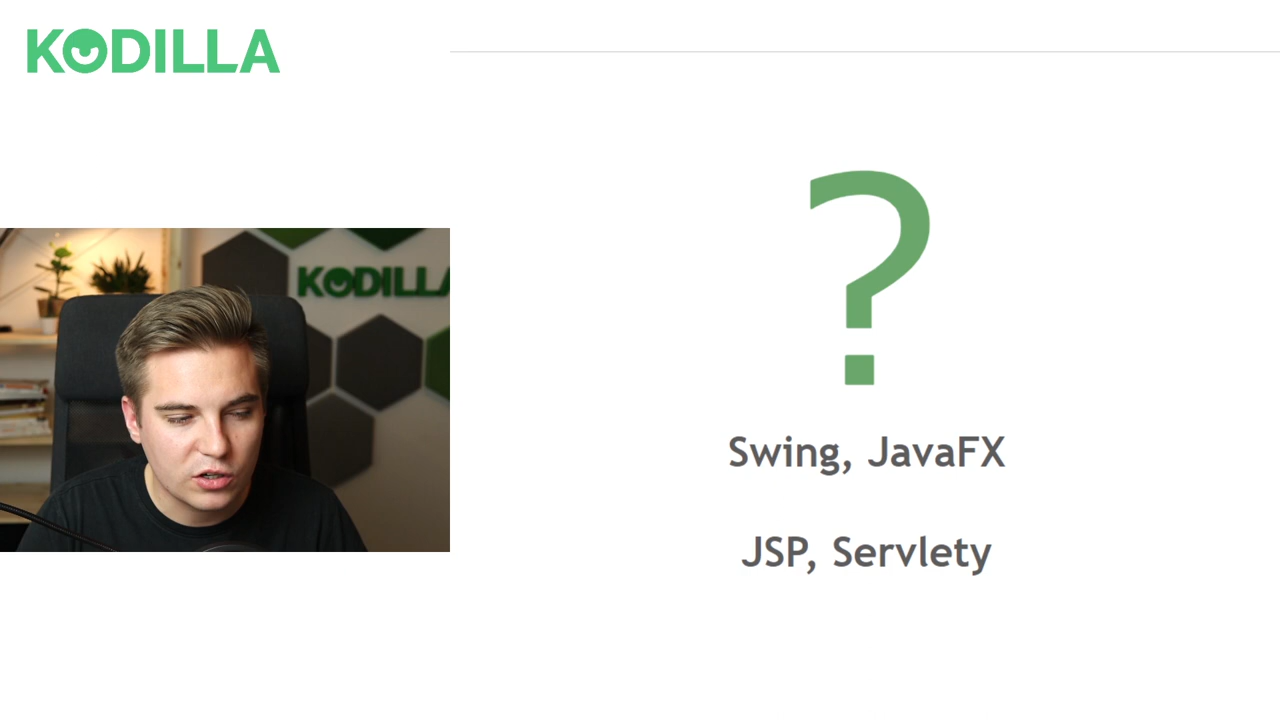 KODILLA
KODILLA
?
Swing, JavaFX
JSP, Servlety